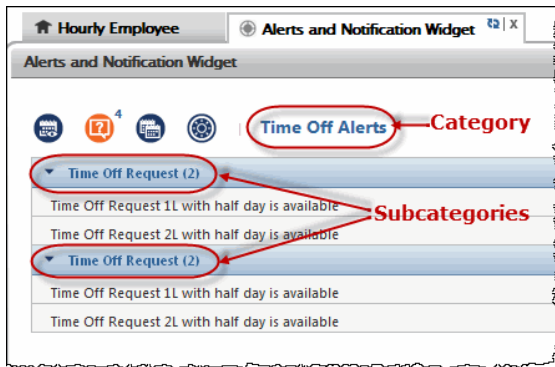 Hourly Employee
Alerts and Notification Widget X
Alerts and Notification Widget
4
Time Off Alerts Category
Time Off Request (2)
Time Off Request 1L with half day is available
Subcategories
Time Off Request 2L with half day is available
Time Off Request (2)
Time Off Request 1L with half day is available
Time Off Request 2L with half day is available